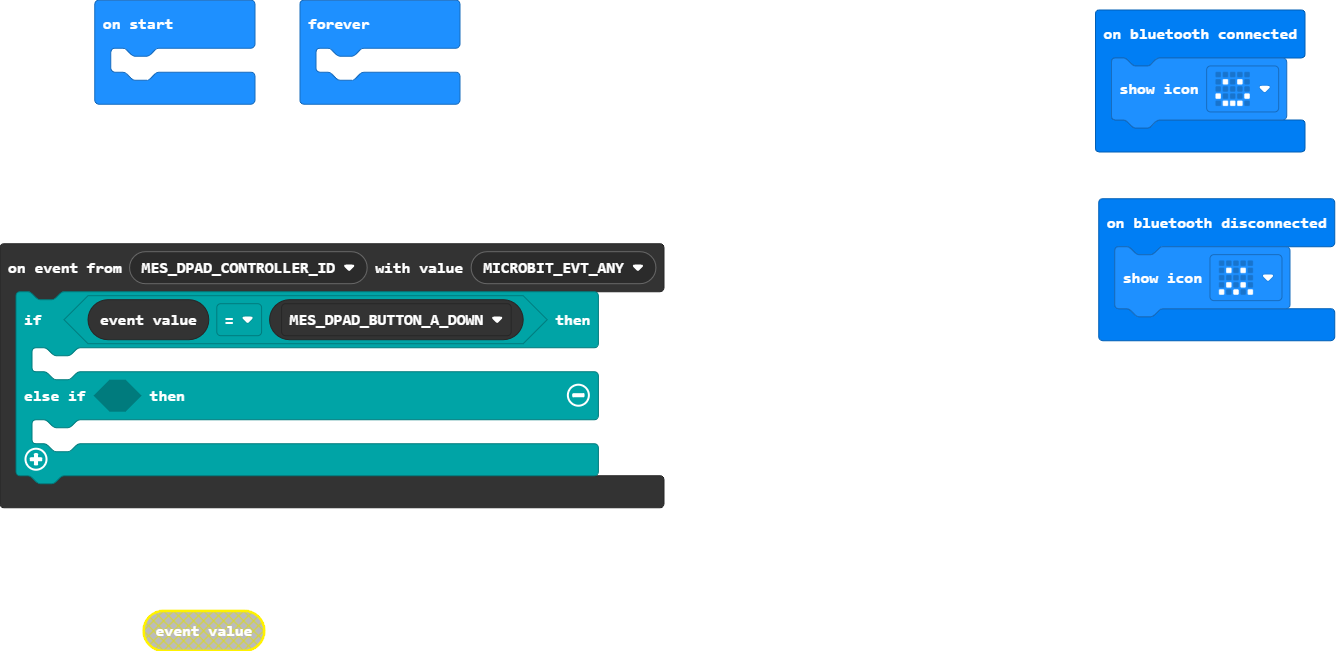 on start
forever
on bluetooth connected
show icon
on bluetooth disconnected
show icon
on event from MES_DPAD_CONTROLLER_ID with value MICROBIT_EVT_ANY
if event value = MES_DPAD_BUTTON_A_DOWN then
else if then
event value